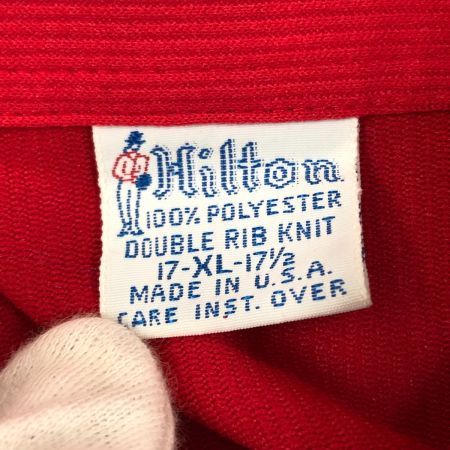 Hilton
100% POLYESTER
DOUBLE RIB KNIT
17-XL-17½
MADE IN U.S.A.
CARE INST. OVER